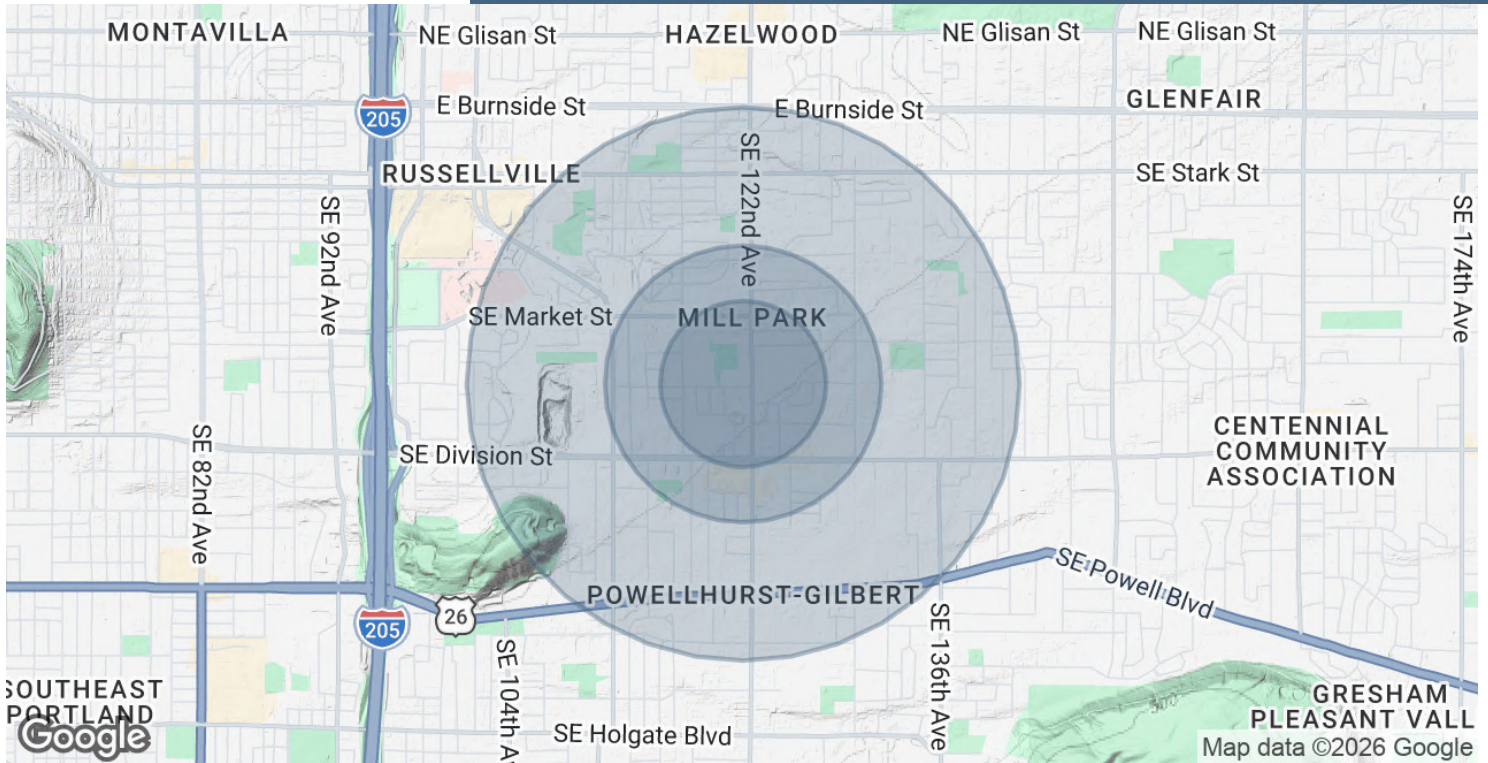 MONTAVILLA
NE Glisan St
HAZELWOOD
NE Glisan St
NE Glisan St
205
E Burnside St
E Burnside St
GLENFAIR
RUSSELLVILLE
SE 122nd Ave
SE Stark St
SE 92nd Ave
SE 174th Ave
SE Market St
MILL PARK
SE 82nd Ave
SE Division St
CENTENNIAL
COMMUNITY
ASSOCIATION
SE Powell Blvd
POWELLHURST-GILBERT
26
205
SE 104th Av
SE 136th Ave
500
SOUTHEAST
PORTLAND
GRESHAM
PLEASANT VALL
SE Holgate Blvd
Google
Map data ©2026 Google